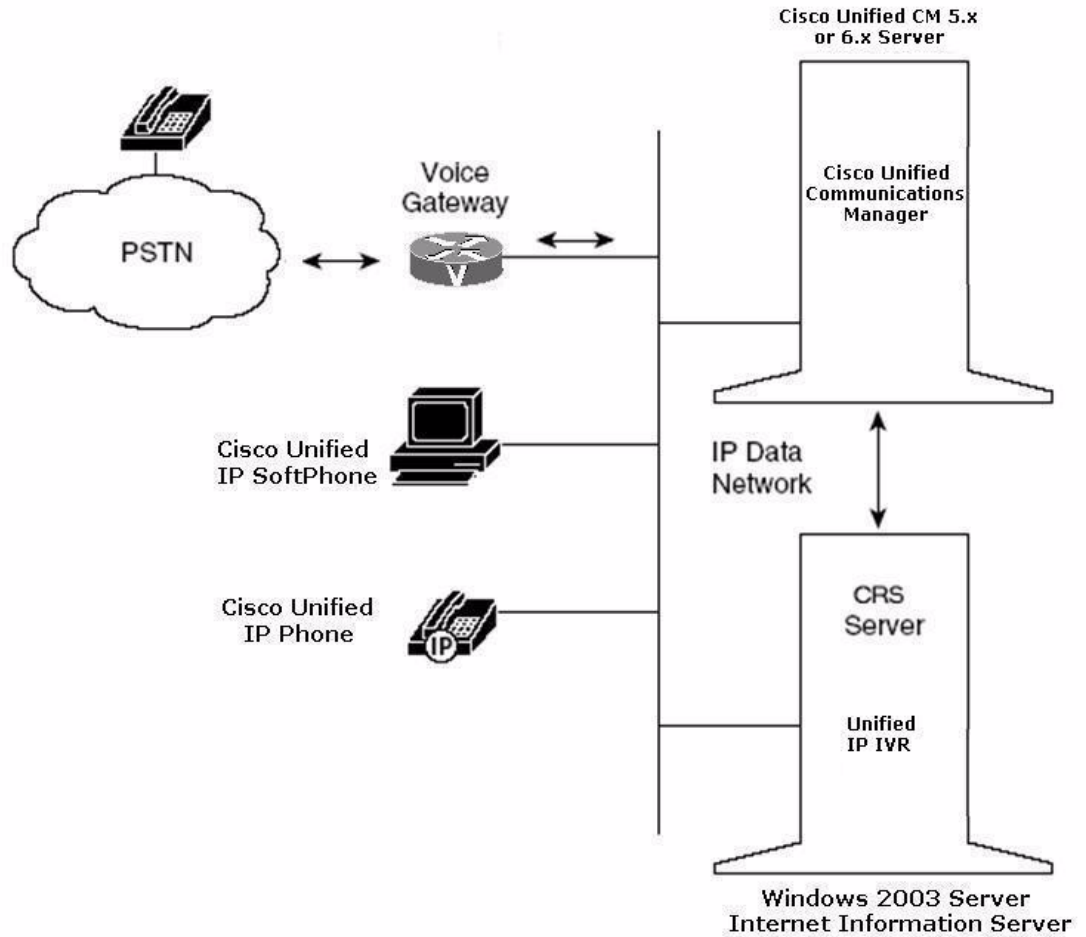 Cisco Unified CM 5.x
or 6.x Server
Cisco Unified
Communications
Manager
Voice
Gateway
PSTN
V
Cisco Unified
IP SoftPhone
IP Data
Network
Cisco Unified
IP Phone
IP
CRS
Server
Unified
IP IVR
Windows 2003 Server
Internet Information Server